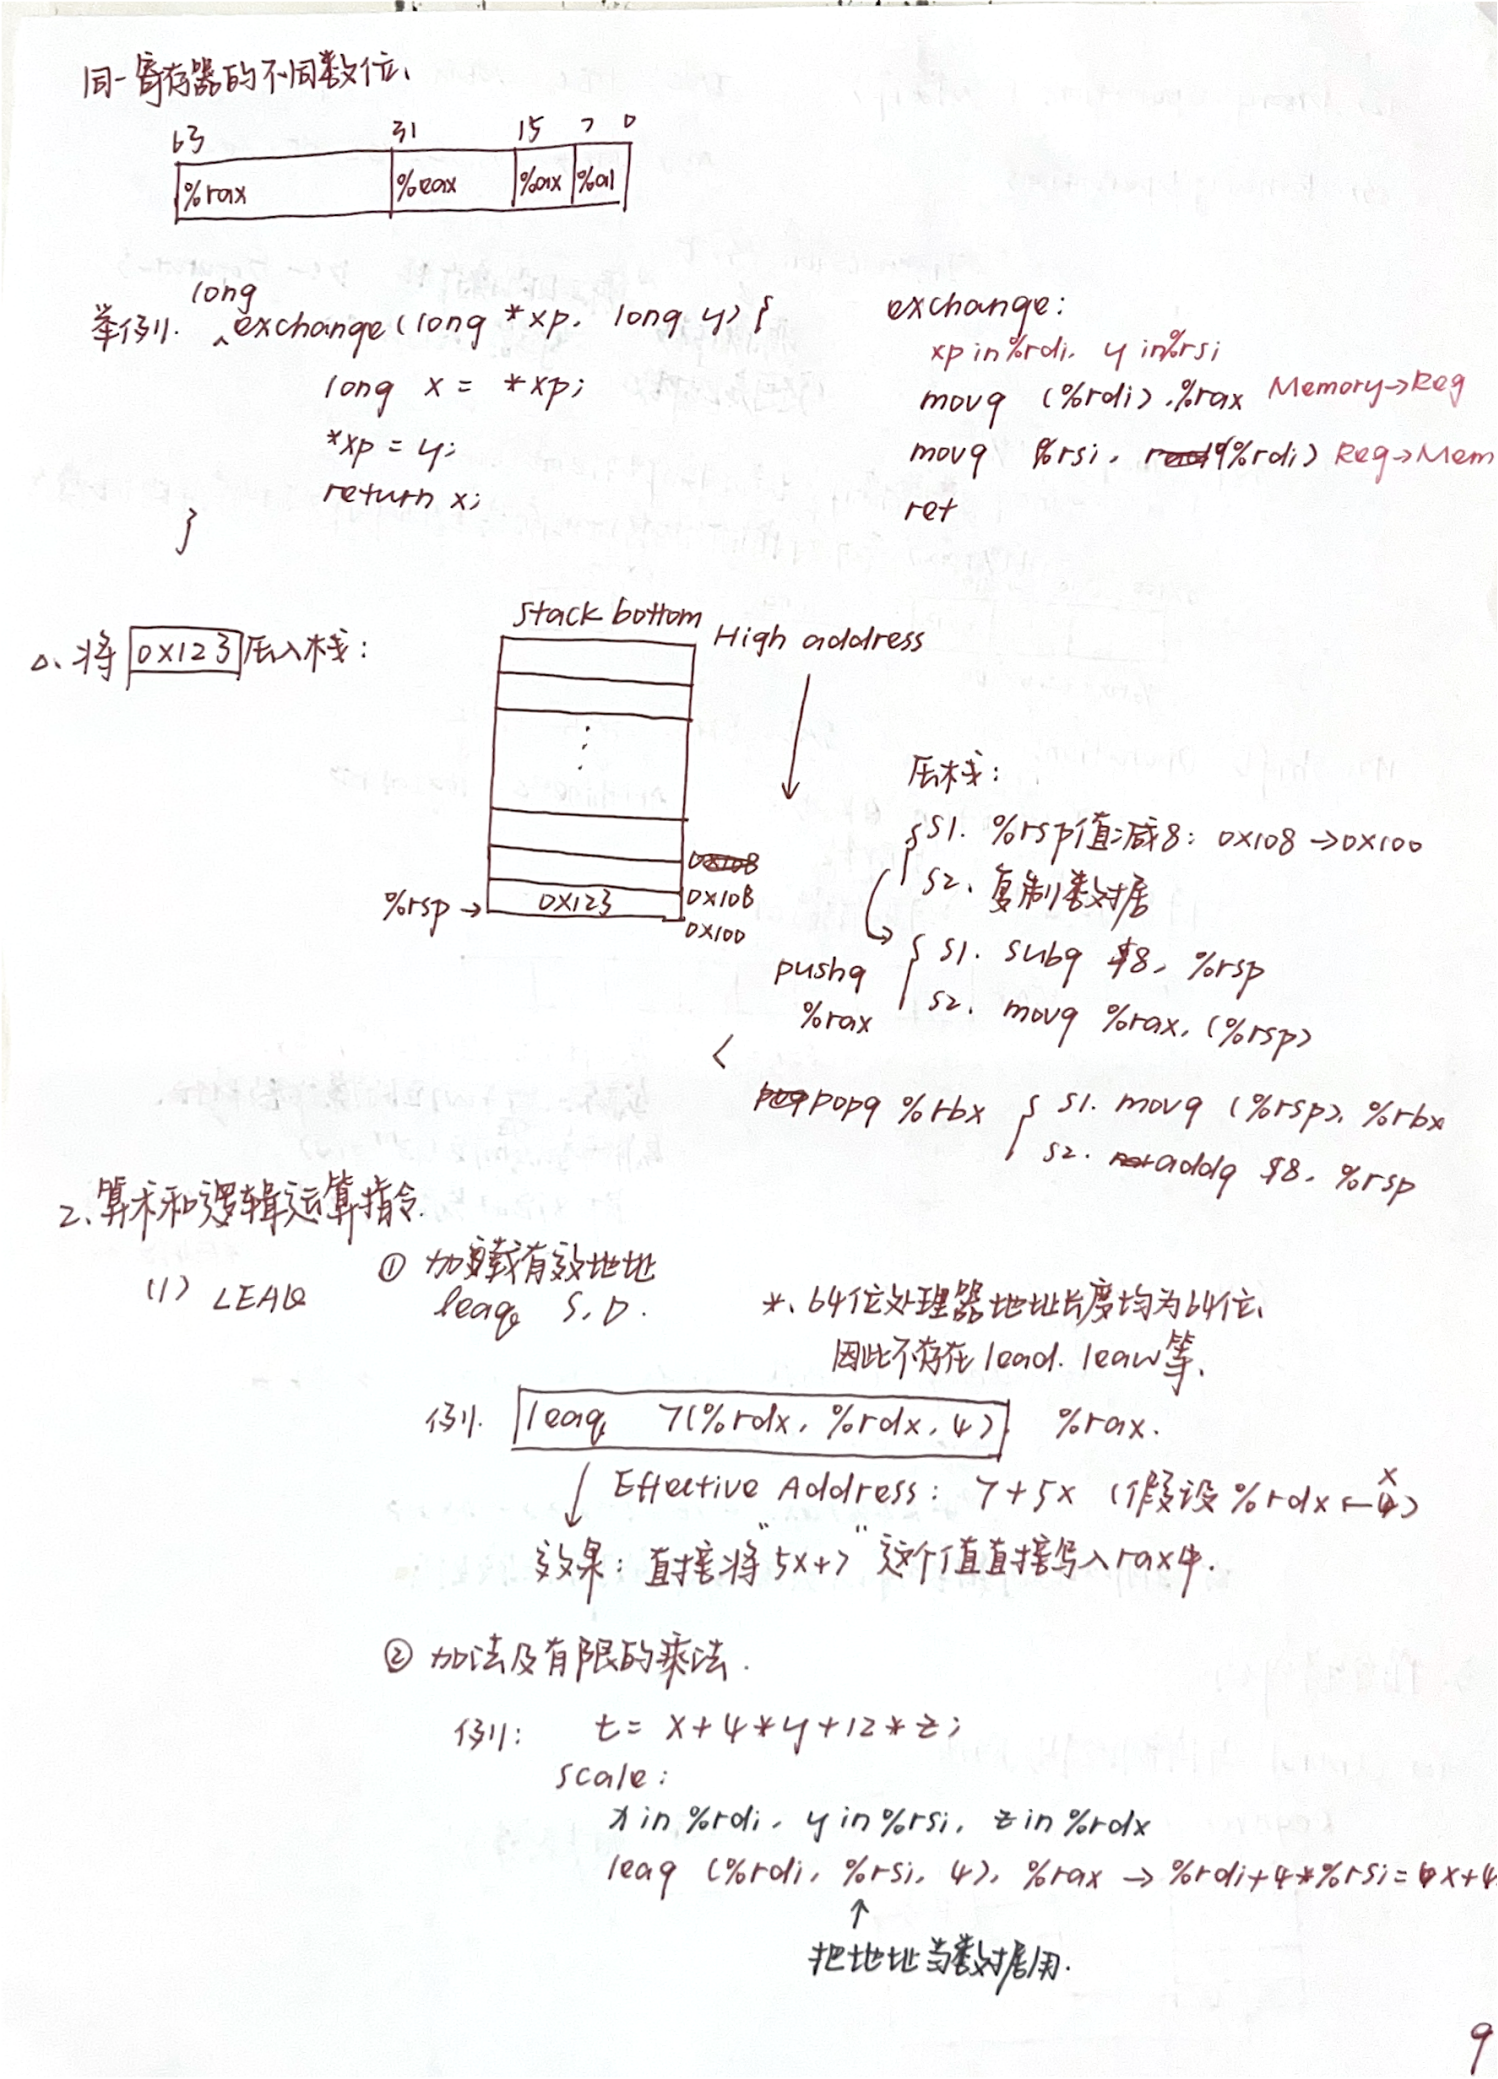 同一寄存器的不同数位、
63 31 15 7 0
%rax %eax %ax %al
举例. long exchange(long *xp, long y) {
long x = *xp;
*xp = y;
return x;
}
exchange:
xp in %rdi, y in %rsi
movq (%rdi), %rax Memory→Reg
movq %rsi, (%rdi) Reg→Mem
ret
△、将 0x123 压入栈:
Stack bottom
High address
⋮
0x108
%rsp → 0x123
0x100
压栈:
S1. %rsp值减8: 0x108→0x100
S2. 复制数据
pushq %rax
S1. subq $8, %rsp
S2. movq %rax, (%rsp)
popq %rbx
S1. movq (%rsp), %rbx
S2. addq $8, %rsp
2、算术和逻辑运算指令.
(1) LEAQ
① 加载有效地址
leaq S, D.
*、64位处理器地址长度均为64位、
因此不存在lead. leaw等、
例. leaq 7(%rdx, %rdx, 4) %rax.
Effective Address: 7+5x (假设%rdx←x)
效果: 直接将"5x+7"这个值直接写入rax中.
② 加法及有限的乘法.
例: t= x+4*y+12*z;
scale:
x in %rdi, y in %rsi, z in %rdx
leaq (%rdi, %rsi, 4), %rax → %rdi+4*%rsi= x+4
↑
把地址当数据用.
9